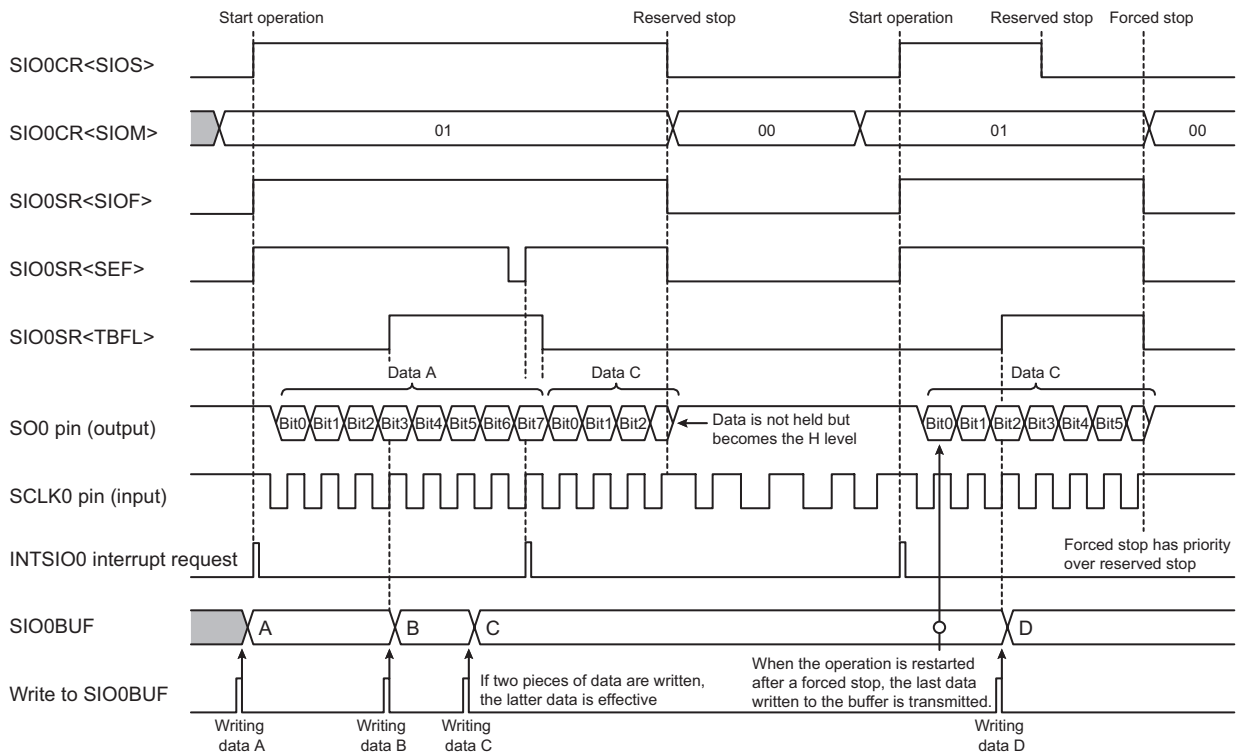 Start operation
Reserved stop
Start operation
Reserved stop
Forced stop
SIO0CR<SIOS>
SIO0CR<SIOM>
01
00
01
00
SIO0SR<SIOF>
SIO0SR<SEF>
SIO0SR<TBFL>
Data A
Data C
Data C
SO0 pin (output)
Bit0 Bit1 Bit2 Bit3 Bit4 Bit5 Bit6 Bit7 Bit0 Bit1 Bit2
Data is not held but
becomes the H level
Bit0 Bit1 Bit2 Bit3 Bit4 Bit5
SCLK0 pin (input)
INTSIO0 interrupt request
Forced stop has priority
over reserved stop
SIO0BUF
A
B
C
D
Write to SIO0BUF
If two pieces of data are written,
the latter data is effective
When the operation is restarted
after a forced stop, the last data
written to the buffer is transmitted.
Writing
data A
Writing
data B
Writing
data C
Writing
data D